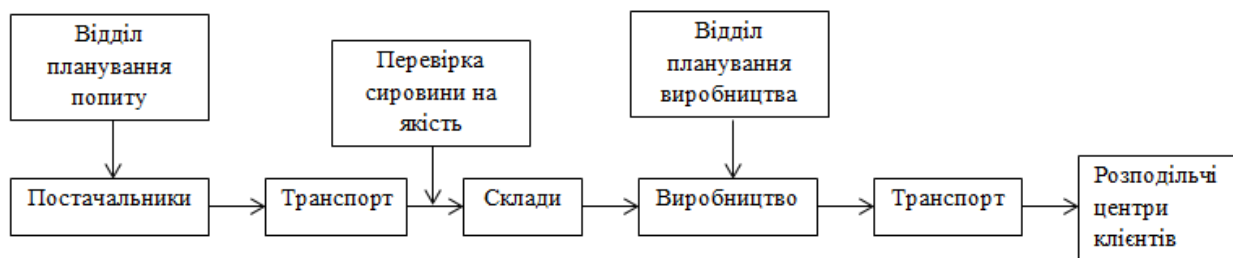 Відділ
планування
попиту
Перевірка
сировини на
якість
Відділ
планування
виробництва
Постачальники
Транспорт
Склади
Виробництво
Транспорт
Розподільчі
центри
клієнтів